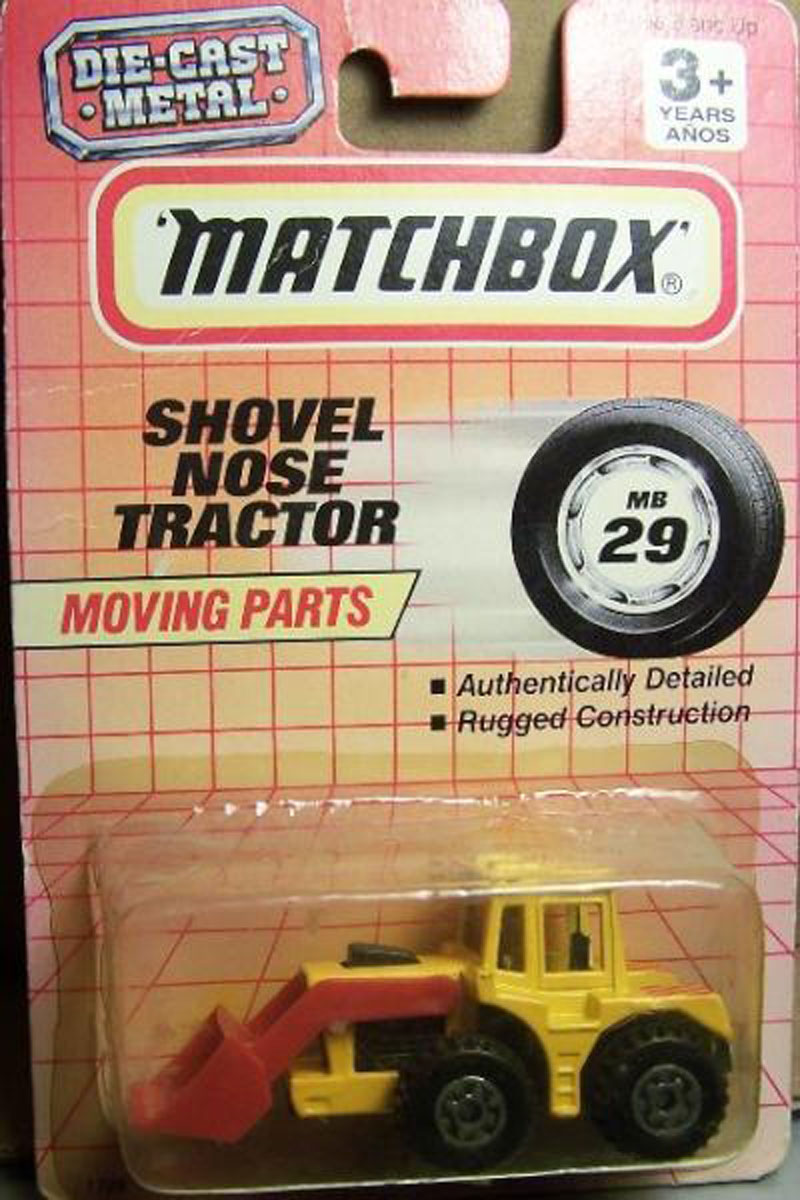 DIE-CAST
• METAL •
3+
YEARS
AÑOS
'MATCHBOX'®
SHOVEL
NOSE
TRACTOR
MB
29
MOVING PARTS
■ Authentically Detailed
■ Rugged Construction